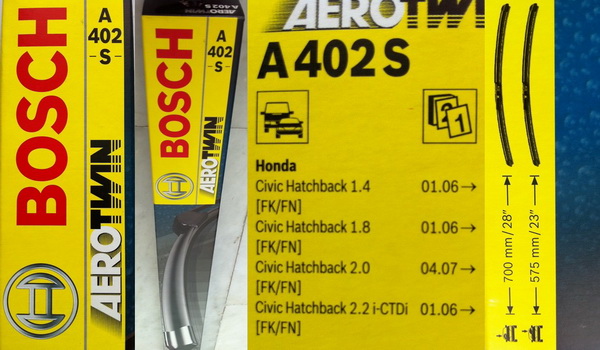 BOSCH
A
402
-S-
AEROTWIN
A 402 S
BOSCH
A
402
-S-
AEROTWIN
AEROTWIN
A 402 S
1
Honda
Civic Hatchback 1.4 01.06→
[FK/FN]
Civic Hatchback 1.8 01.06→
[FK/FN]
Civic Hatchback 2.0 04.07→
[FK/FN]
Civic Hatchback 2.2 i-CTDi 01.06→
[FK/FN]
700 mm/28"
575 mm/23"